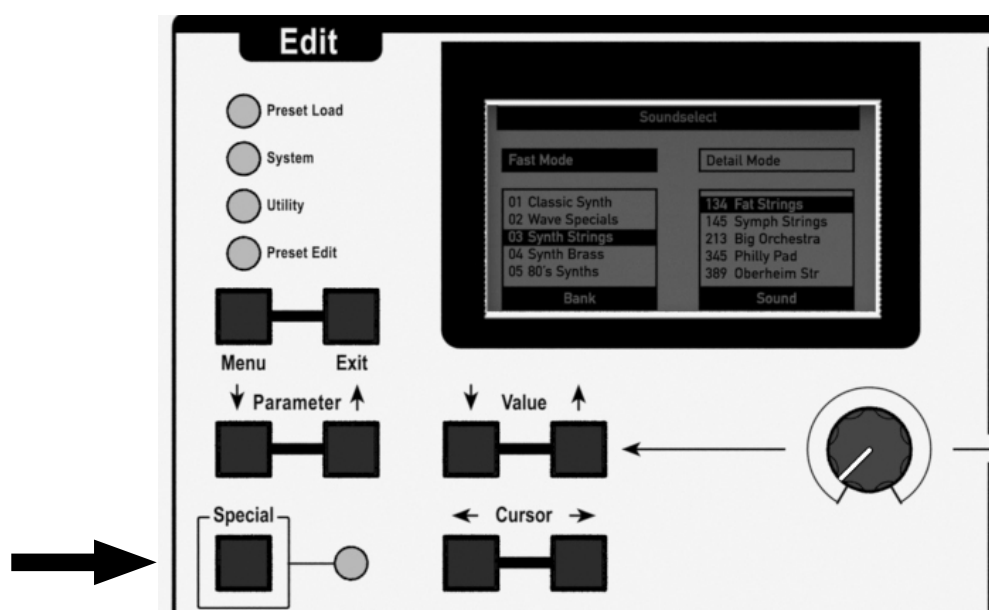 Edit
Preset Load
System
Utility
Preset Edit
Menu Exit
Parameter
Special
Soundselect
Fast Mode
01 Classic Synth
02 Wave Specials
03 Synth Strings
04 Synth Brass
05 80's Synths
Bank
Detail Mode
134 Fat Strings
145 Symph Strings
213 Big Orchestra
345 Philly Pad
389 Oberheim Str
Sound
Value
Cursor